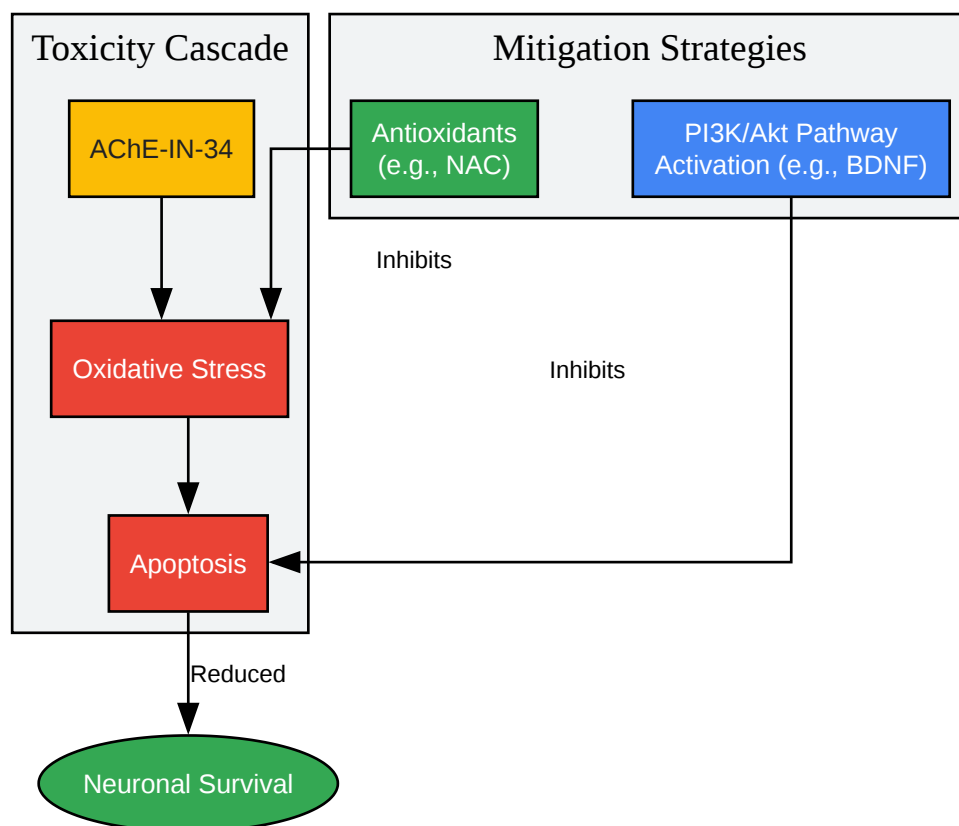 Toxicity Cascade
Mitigation Strategies
AChE-IN-34
Antioxidants
(e.g., NAC)
PI3K/Akt Pathway
Activation (e.g., BDNF)
Inhibits
Oxidative Stress
Inhibits
Apoptosis
Reduced
Neuronal Survival